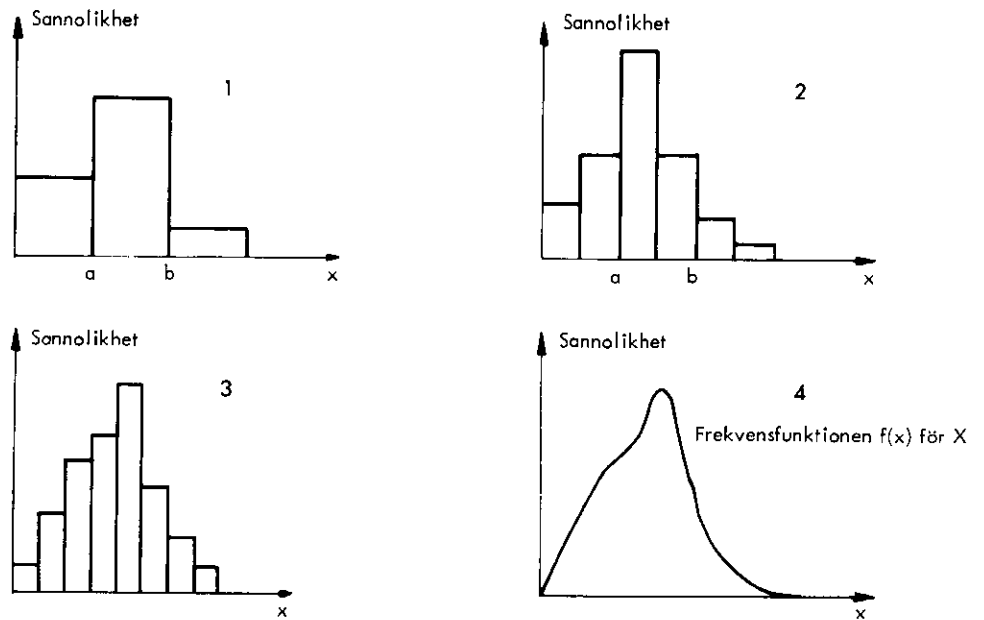 Sannolikhet
1
a b x
Sannolikhet
2
a b x
Sannolikhet
3
x
Sannolikhet
4
Frekvensfunktionen f(x) för X
x